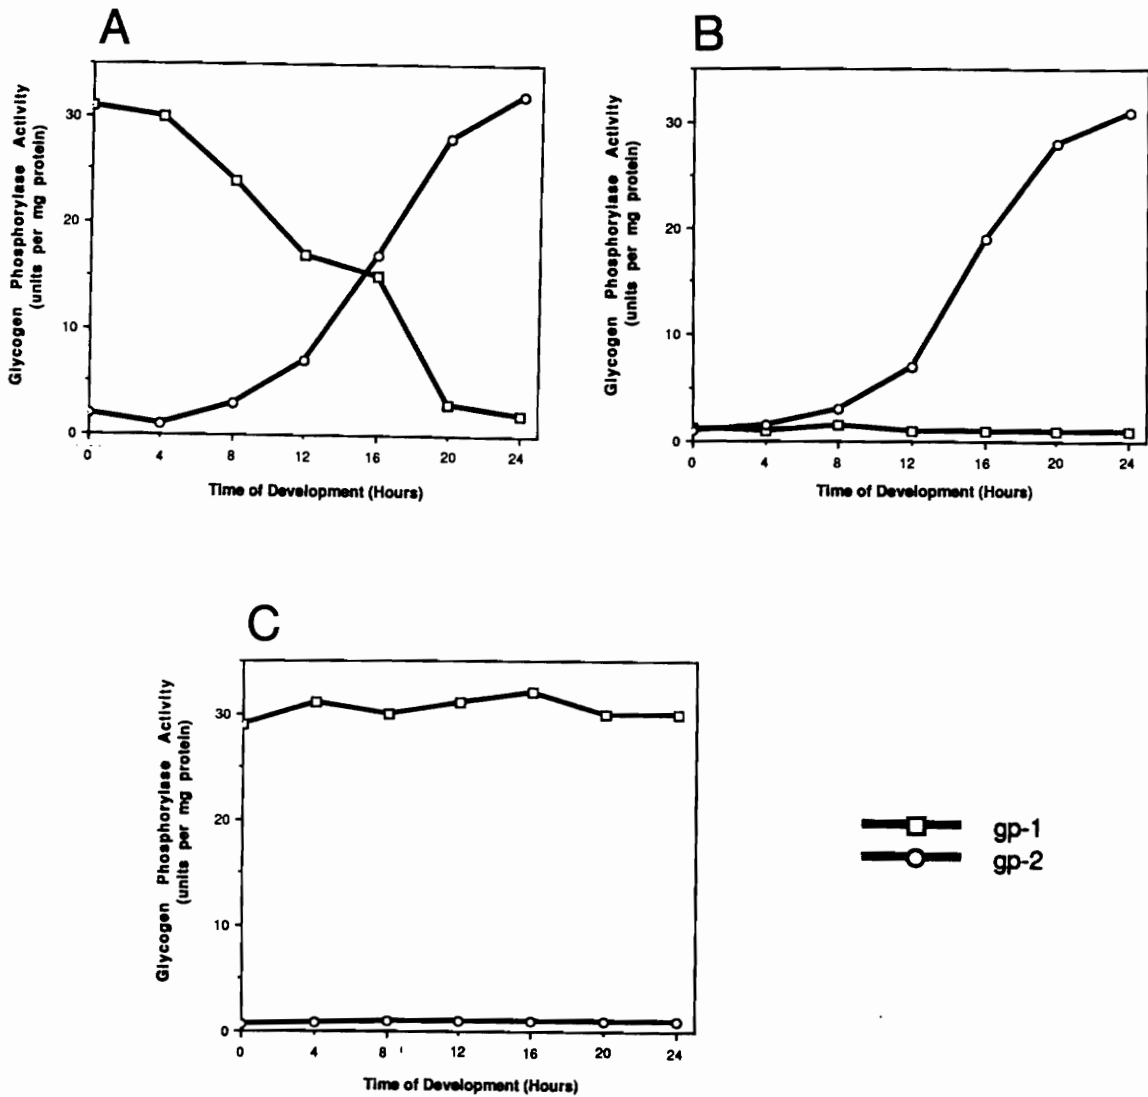 A
Glycogen Phosphorylase Activity
(units per mg protein)
30
20
10
0
0 4 8 12 16 20 24
Time of Development (Hours)
B
Glycogen Phosphorylase Activity
(units per mg protein)
30
20
10
0
0 4 8 12 16 20 24
Time of Development (Hours)
C
Glycogen Phosphorylase Activity
(units per mg protein)
30
20
10
0
0 4 8 12 16 20 24
Time of Development (Hours)
gp-1
gp-2